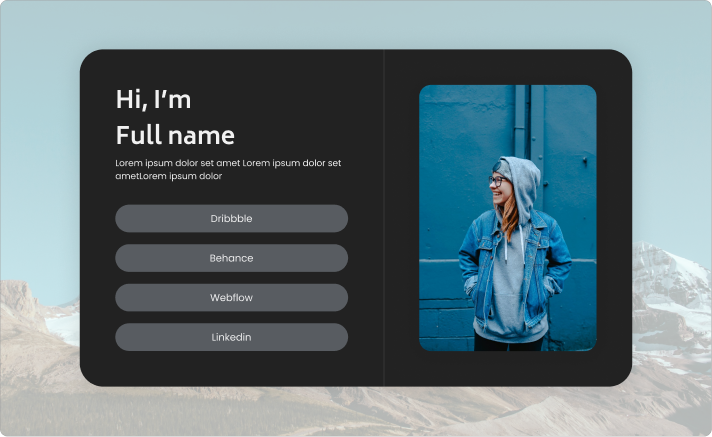 Hi, I’m
Full name
Lorem ipsum dolor set amet Lorem ipsum dolor set
ametLorem ipsum dolor
Dribbble
Behance
Webflow
Linkedin